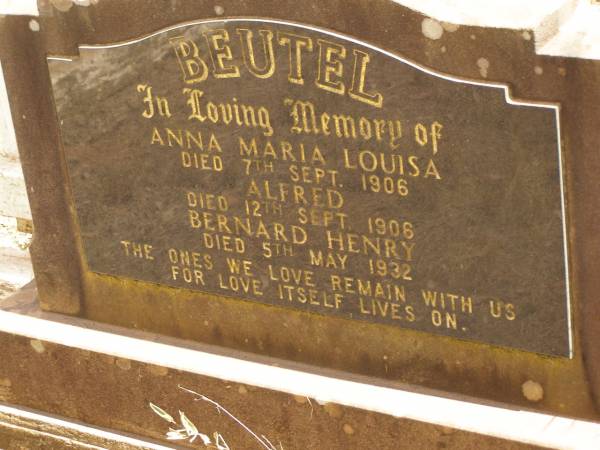 BEUTEL
In Loving Memory of
ANNA MARIA LOUISA
DIED 7TH SEPT. 1906
ALFRED
DIED 12TH SEPT. 1906
BERNARD HENRY
DIED 5TH MAY 1932
THE ONES WE LOVE REMAIN WITH US
FOR LOVE ITSELF LIVES ON.